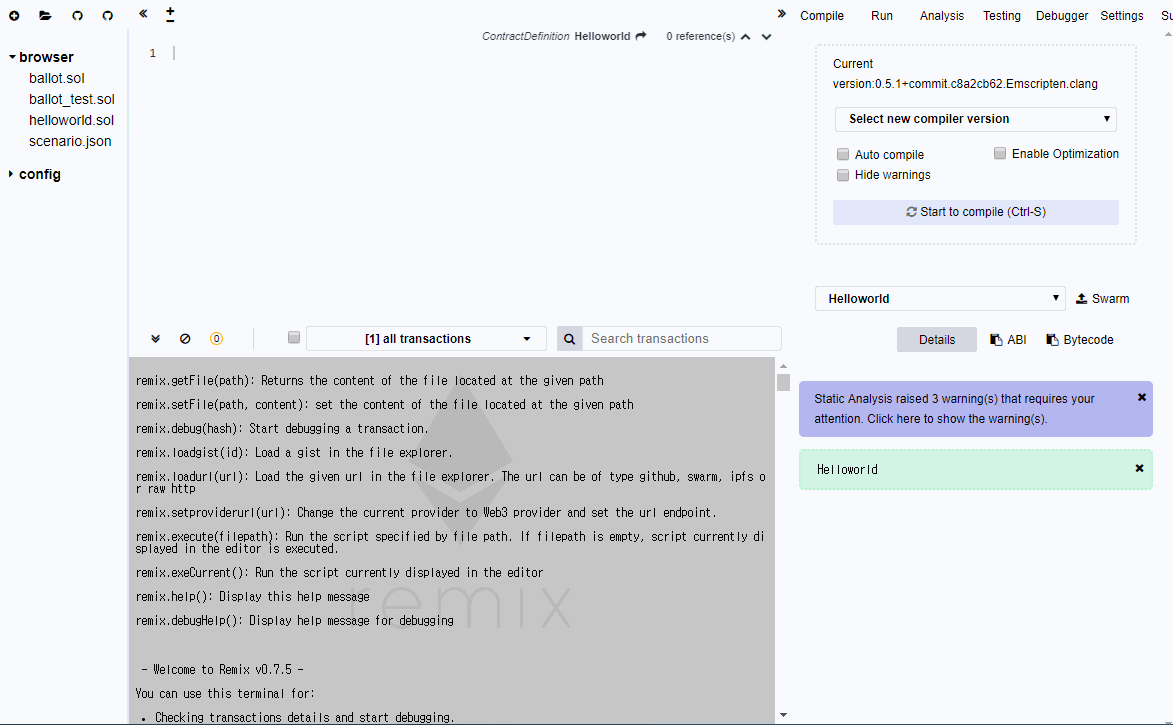 Compile Run Analysis Testing Debugger Settings Su
ContractDefinition Helloworld 0 reference(s)
1
browser
ballot.sol
ballot_test.sol
helloworld.sol
scenario.json
config
Current
version:0.5.1+commit.c8a2cb62.Emscripten.clang
Select new compiler version
Auto compile Enable Optimization
Hide warnings
Start to compile (Ctrl-S)
Helloworld Swarm
Details ABI Bytecode
Static Analysis raised 3 warning(s) that requires your
attention. Click here to show the warning(s).
Helloworld
0 [1] all transactions Search transactions
remix.getFile(path): Returns the content of the file located at the given path
remix.setFile(path, content): set the content of the file located at the given path
remix.debug(hash): Start debugging a transaction.
remix.loadgist(id): Load a gist in the file explorer.
remix.loadurl(url): Load the given url in the file explorer. The url can be of type github, swarm, ipfs o
r raw http
remix.setproviderurl(url): Change the current provider to Web3 provider and set the url endpoint.
remix.execute(filepath): Run the script specified by file path. If filepath is empty, script currently di
splayed in the editor is executed.
remix.exeCurrent(): Run the script currently displayed in the editor
remix.help(): Display this help message
remix.debugHelp(): Display help message for debugging
remix
- Welcome to Remix v0.7.5 -
You can use this terminal for:
• Checking transactions details and start debugging.